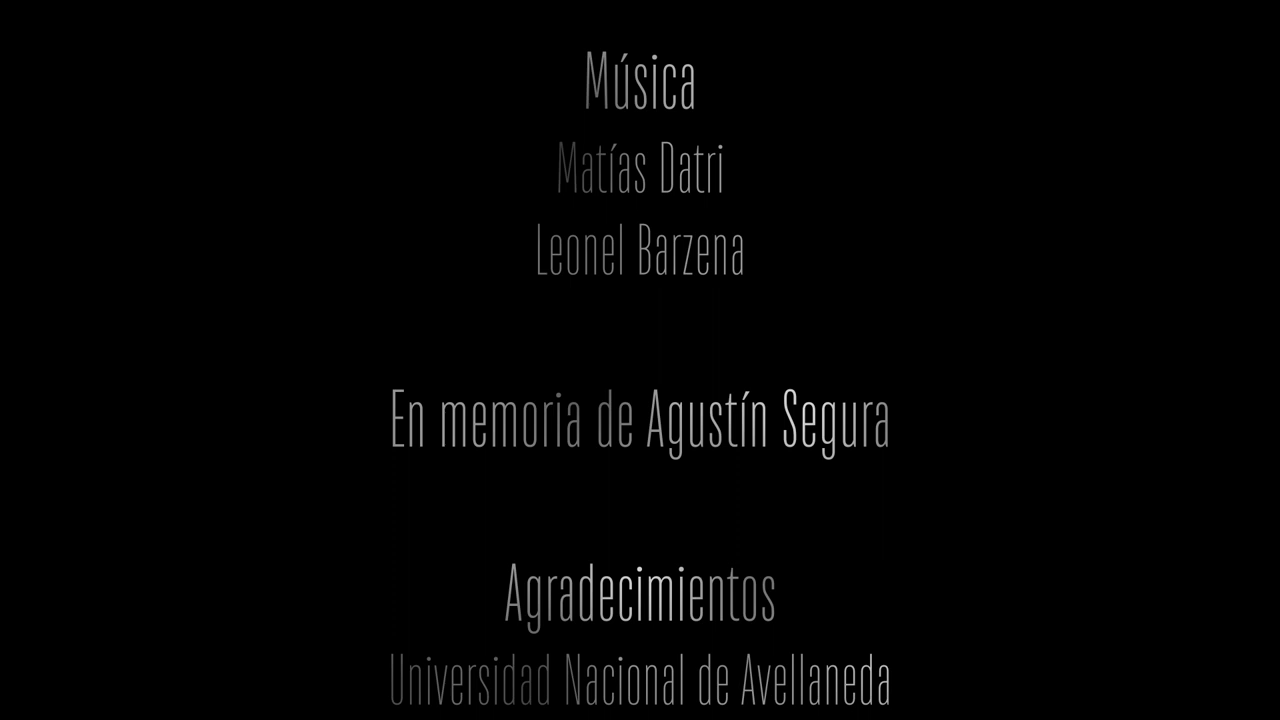 Música
Matías Datri
Leonel Barzena
En memoria de Agustín Segura
Agradecimientos
Universidad Nacional de Avellaneda